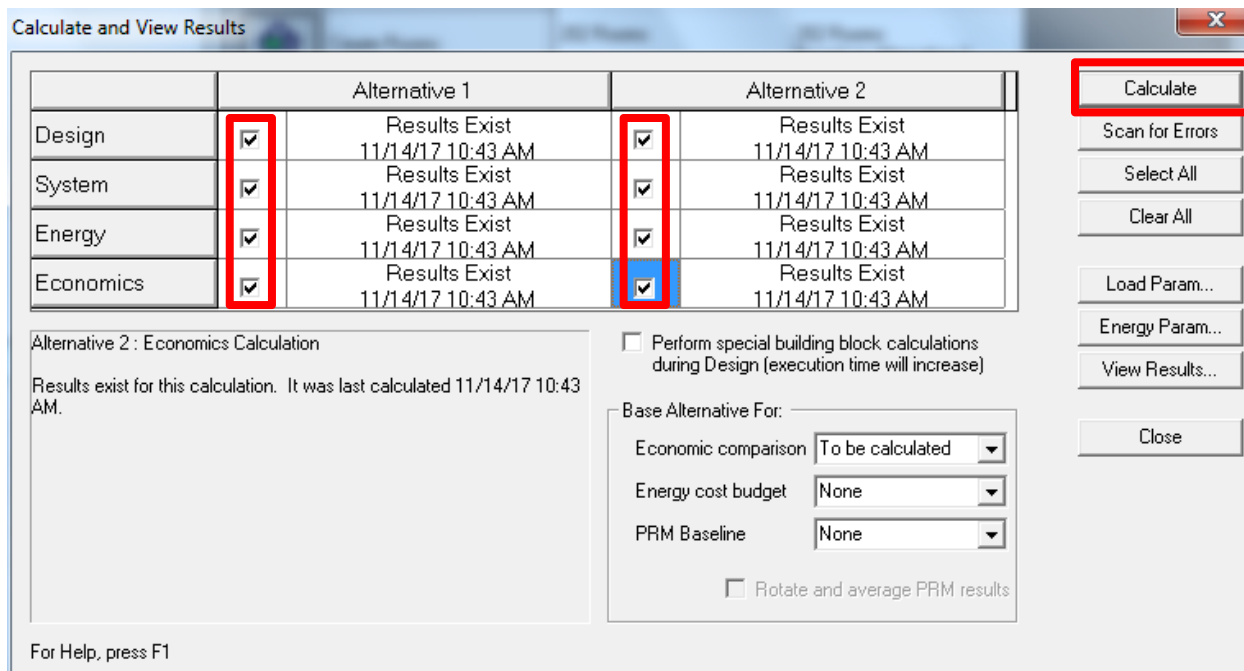 Calculate and View Results
Alternative 1
Alternative 2
Design
Results Exist
11/14/17 10:43 AM
Results Exist
11/14/17 10:43 AM
System
Results Exist
11/14/17 10:43 AM
Results Exist
11/14/17 10:43 AM
Energy
Results Exist
11/14/17 10:43 AM
Results Exist
11/14/17 10:43 AM
Economics
Results Exist
11/14/17 10:43 AM
Results Exist
11/14/17 10:43 AM
Alternative 2 : Economics Calculation
Results exist for this calculation.  It was last calculated 11/14/17 10:43
AM.
Perform special building block calculations
during Design (execution time will increase)
Base Alternative For:
Economic comparison
To be calculated
Energy cost budget
None
PRM Baseline
None
Rotate and average PRM results
Calculate
Scan for Errors
Select All
Clear All
Load Param...
Energy Param...
View Results...
Close
For Help, press F1